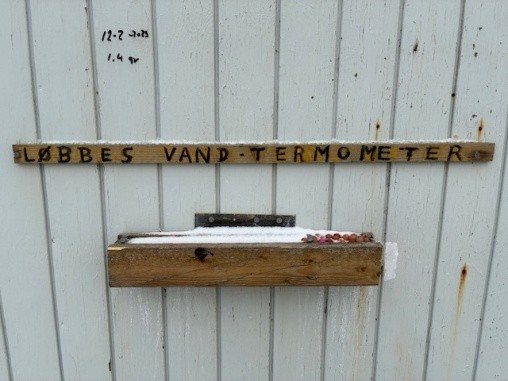 12-2-2023
1.4 gr
LØBBES VAND-TERMOMETER